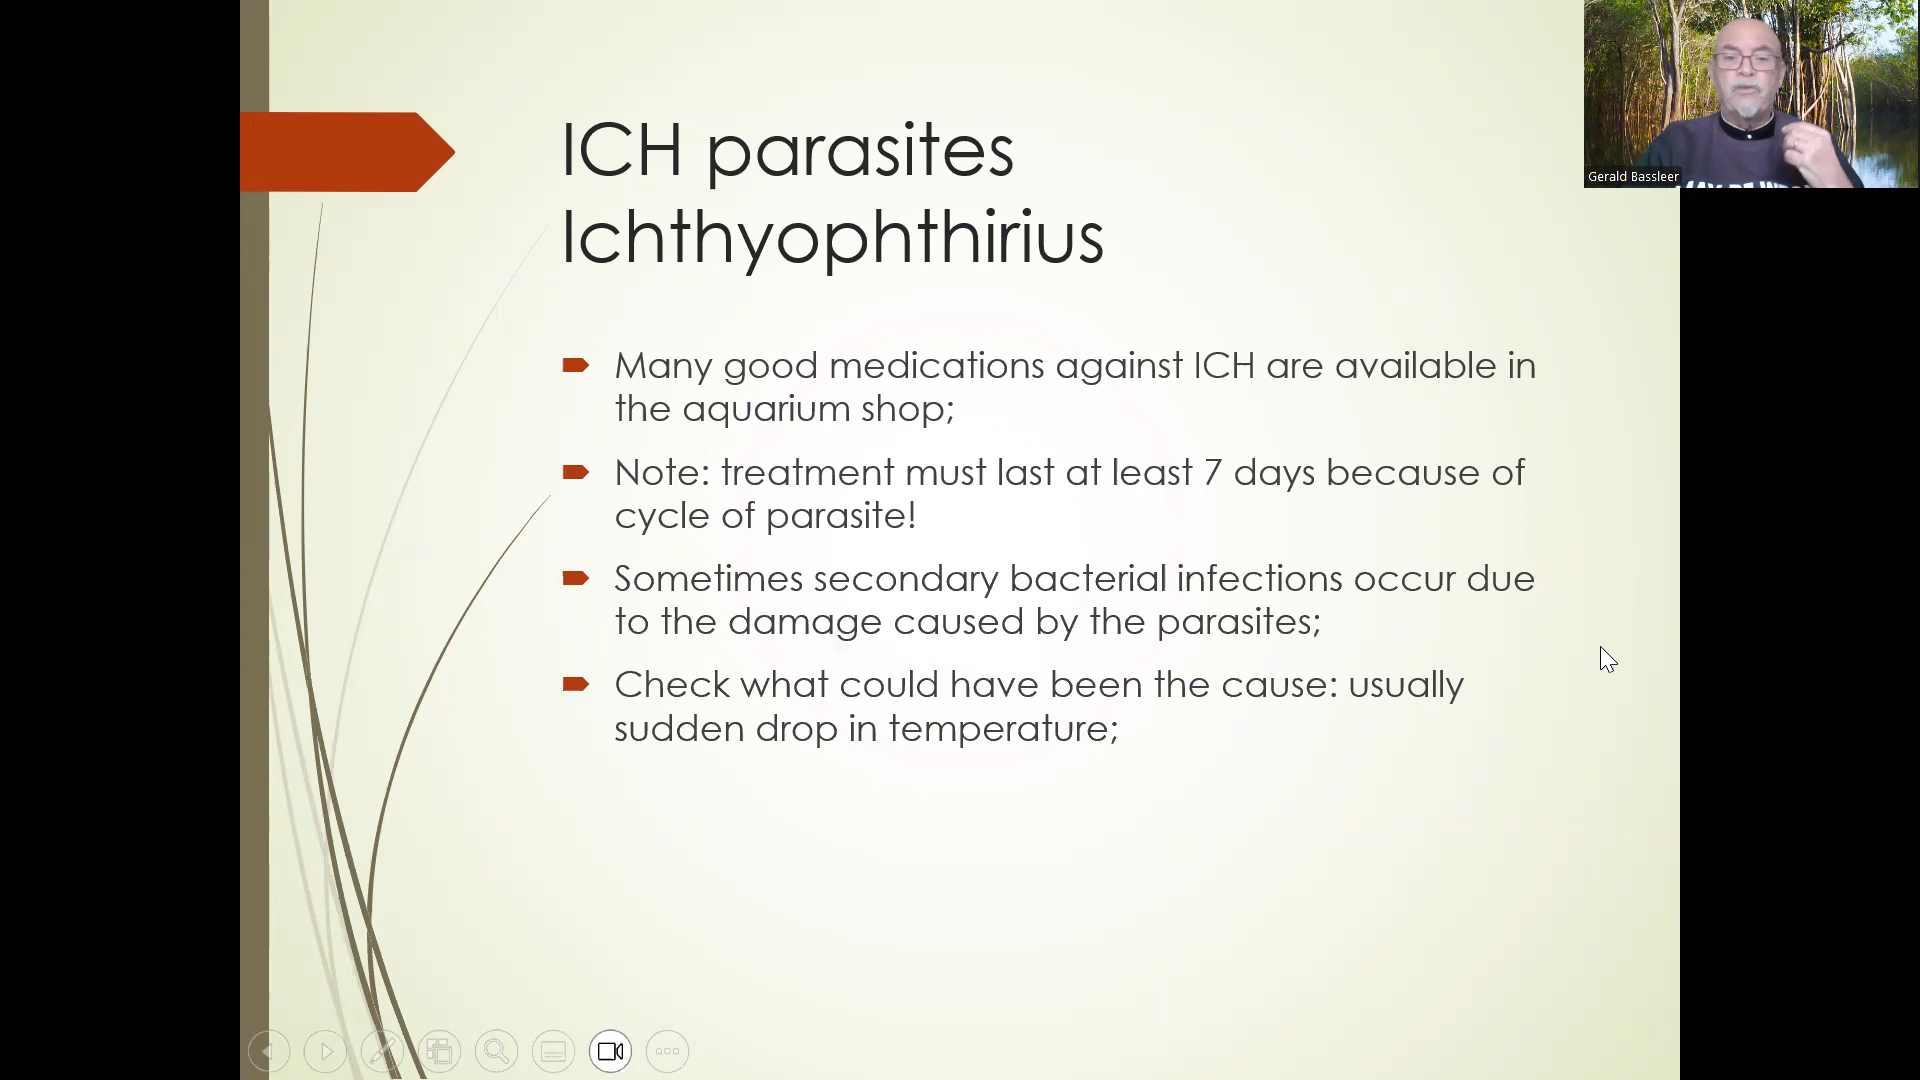 ICH parasites
Ichthyophthirius
Many good medications against ICH are available in
the aquarium shop;
Note: treatment must last at least 7 days because of
cycle of parasite!
Sometimes secondary bacterial infections occur due
to the damage caused by the parasites;
Check what could have been the cause: usually
sudden drop in temperature;
Gerald Bassleer